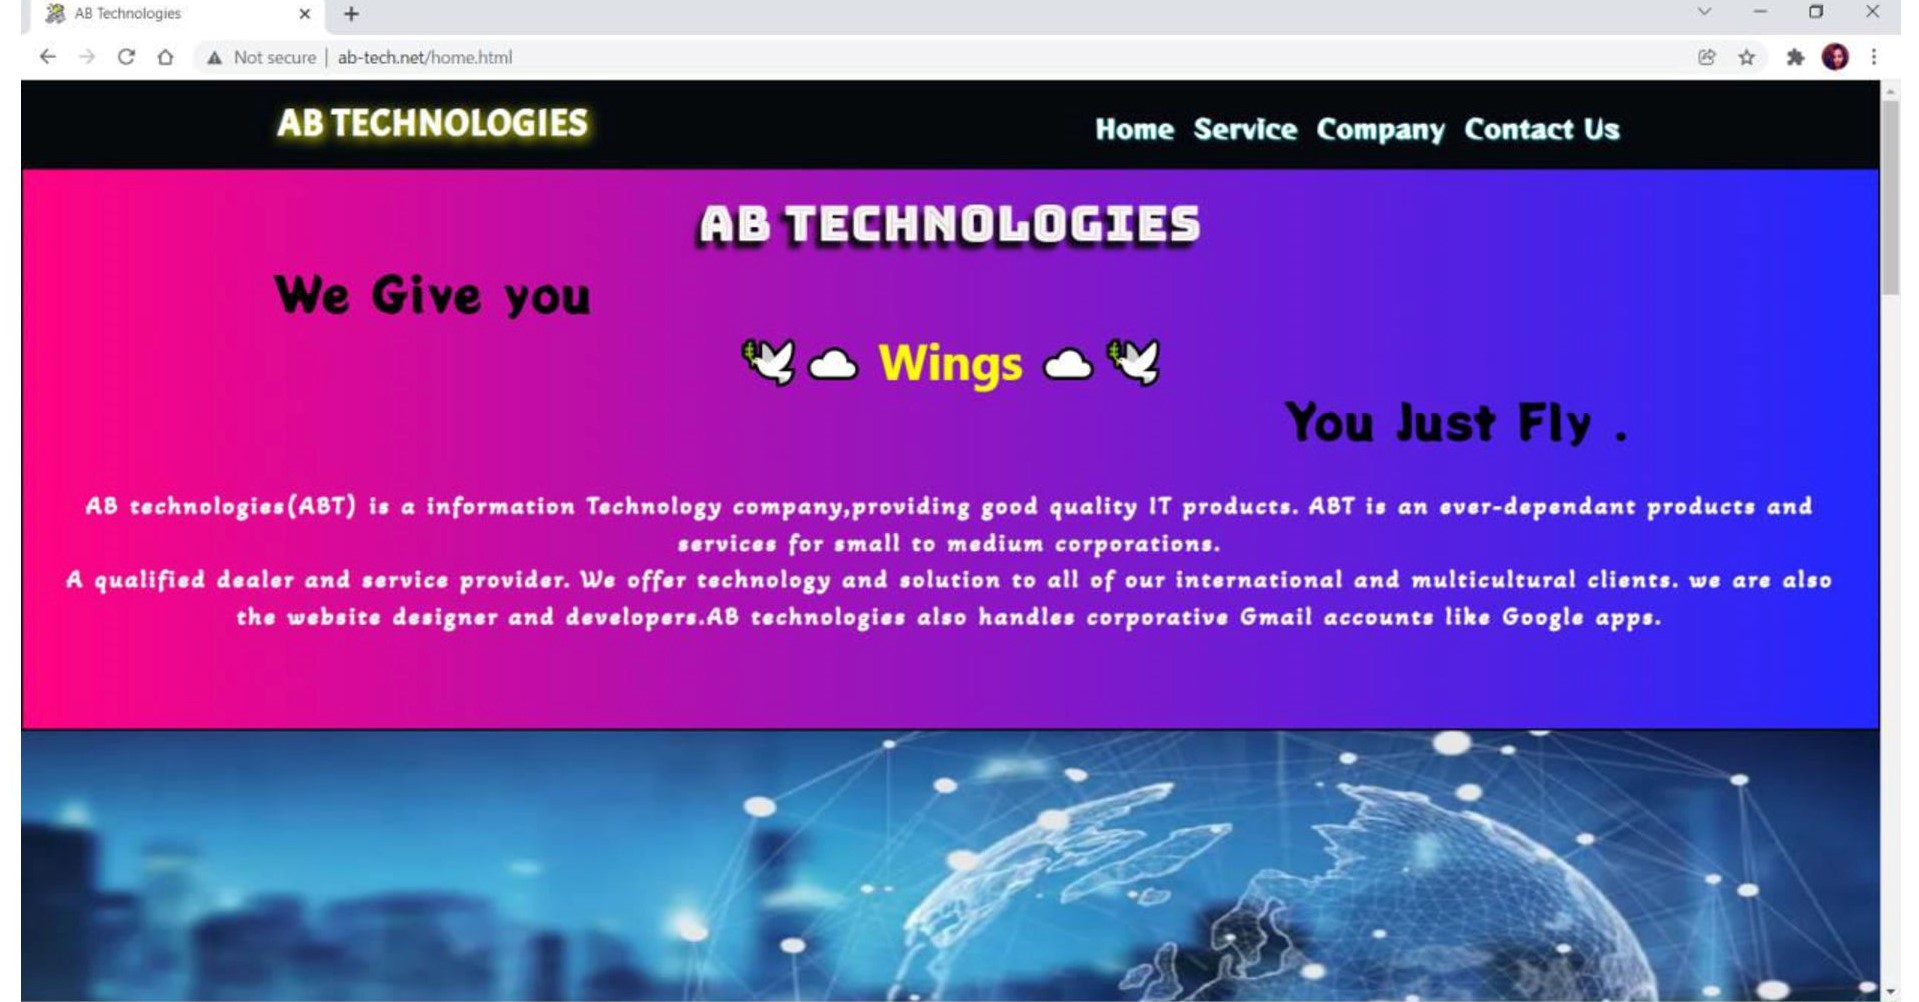 AB Technologies
Not secure | ab-tech.net/home.html
AB TECHNOLOGIES
Home Service Company Contact Us
AB TECHNOLOGIES
We Give you
🕊️ ☁️ Wings ☁️ 🕊️
You Just Fly .
AB technologies(ABT) is a information Technology company,providing good quality IT products. ABT is an ever-dependant products and
services for small to medium corporations.
A qualified dealer and service provider. We offer technology and solution to all of our international and multicultural clients. we are also
the website designer and developers.AB technologies also handles corporative Gmail accounts like Google apps.